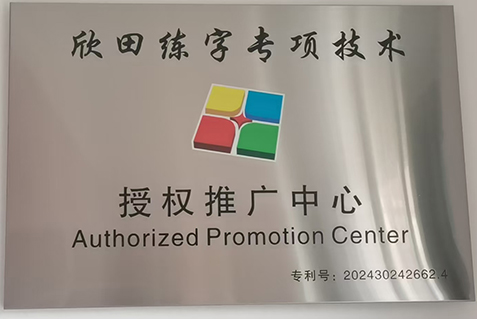 欣田练字专项技术
授权推广中心
Authorized Promotion Center
专利号：202430242662.4